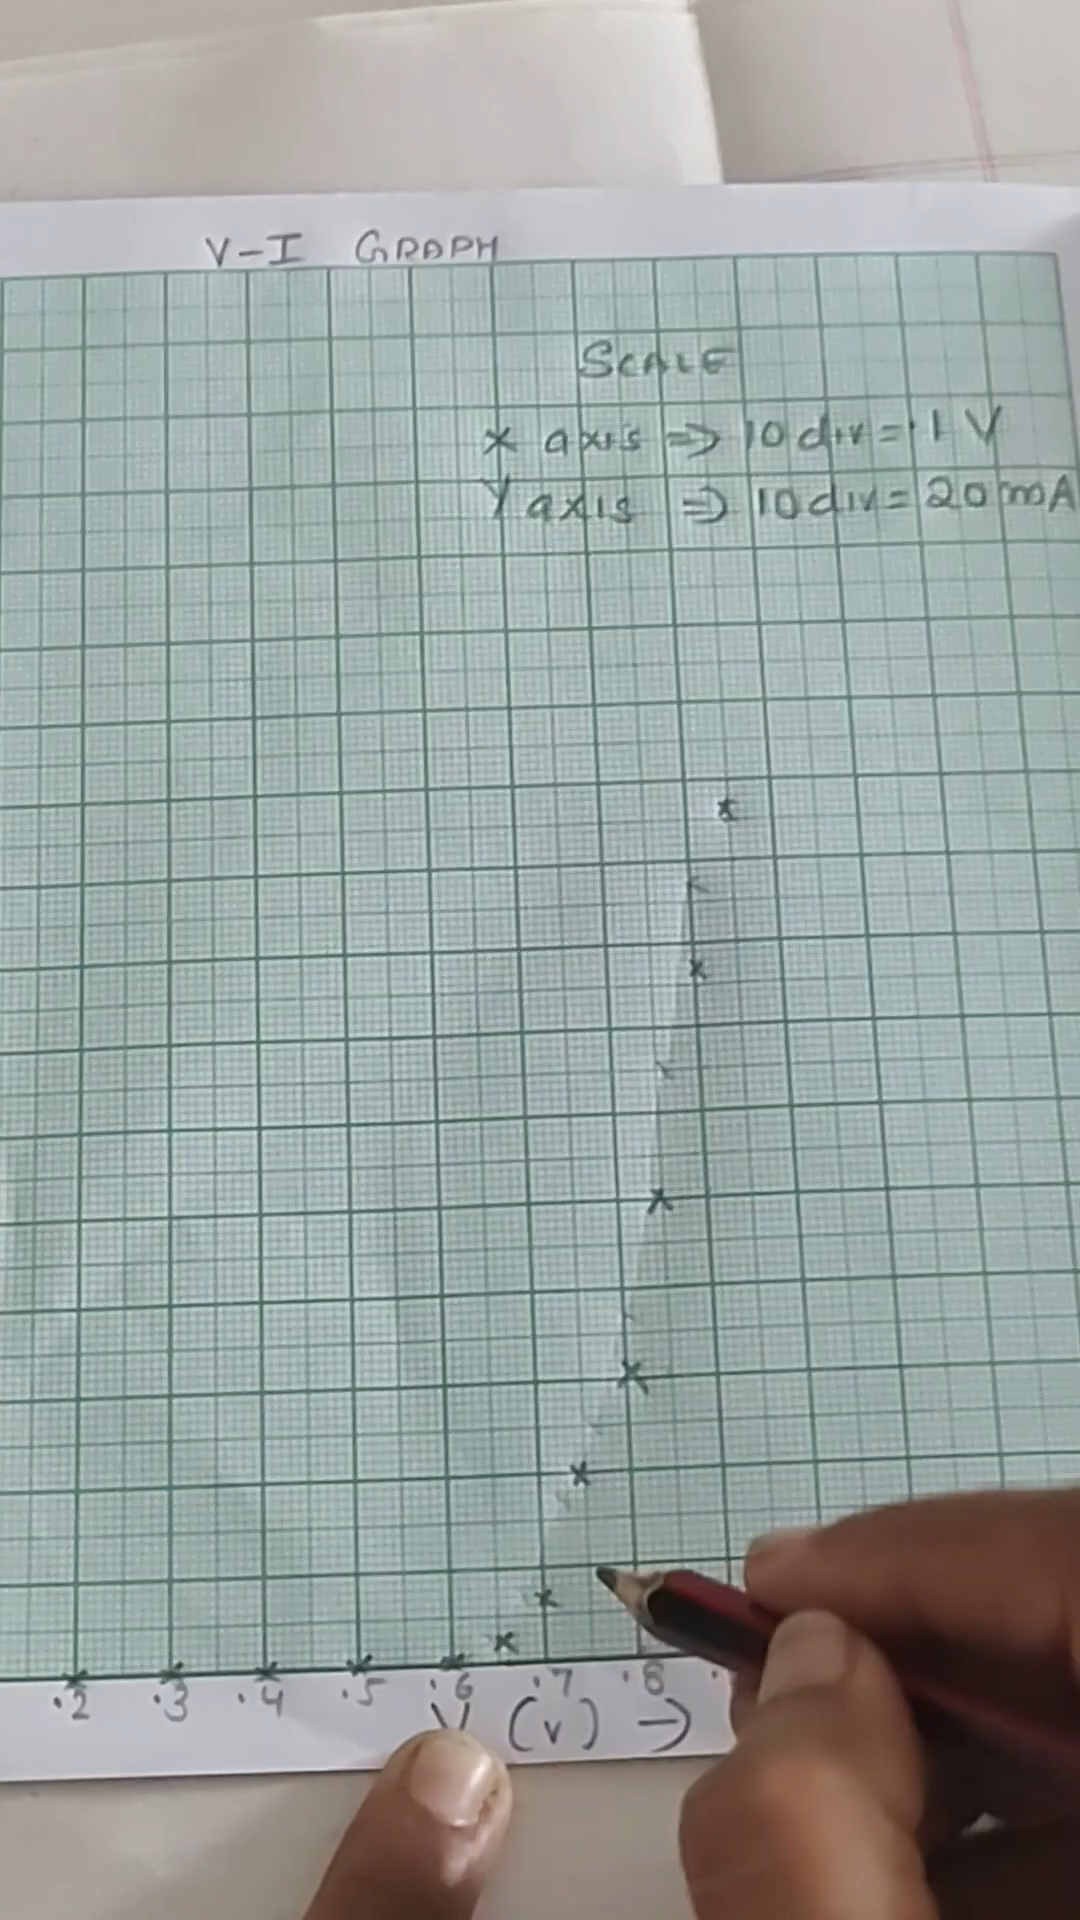 V-I GRAPH
SCALE
X axis ⇒ 10 div = .1 V
Y axis ⇒ 10 div = 20 mA
.2 .3 .4 .5 .6 .7 .8
V (v) →